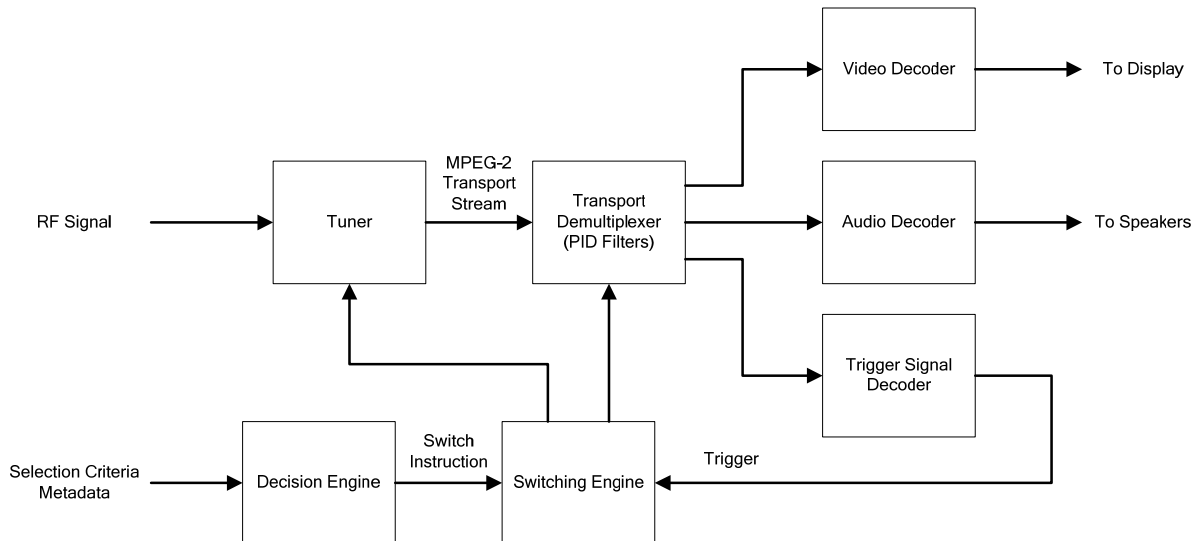 Video Decoder
To Display
MPEG-2
Transport
Stream
RF Signal
Tuner
Transport
Demultiplexer
(PID Filters)
Audio Decoder
To Speakers
Trigger Signal
Decoder
Selection Criteria
Metadata
Decision Engine
Switch
Instruction
Switching Engine
Trigger